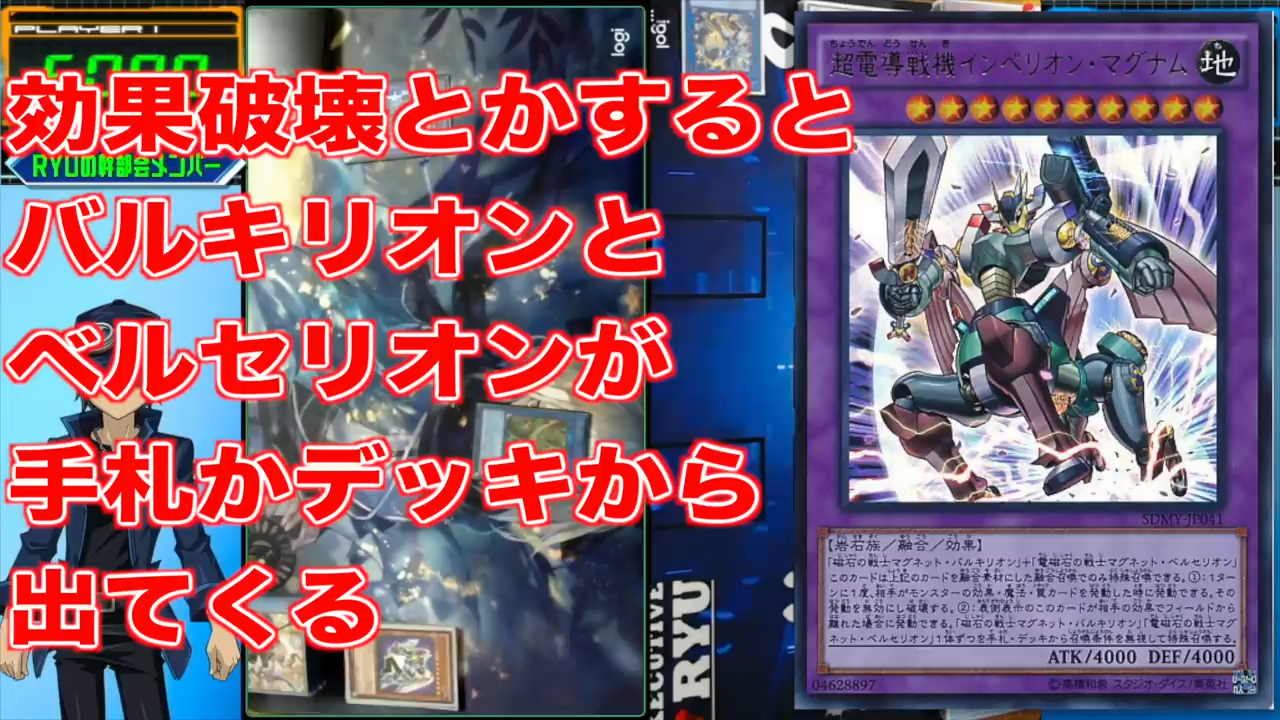 PLAYER 1
効果破壊とかすると
RYUの幹部会メンバー
バルキリオンと
ベルセリオンが
手札かデッキから
出てくる
logi
EXECUTIVE
RYU
ちょうでんどうせんき
超電導戦機インペリオン・マグナム
ち
地
SDMY-JP041
【岩石族/融合/効果】
「磁石の戦士マグネット・バルキリオン」+「電磁石の戦士マグネット・ベルセリオン」
このカードは上記のカードを融合素材にした融合召喚でのみ特殊召喚できる。①:1ター
ンに1度、相手がモンスターの効果・魔法・罠カードを発動した時に発動できる。その
発動を無効にし破壊する。②:表側表示のこのカードが相手の効果でフィールドから
離れた場合に発動できる。「磁石の戦士マグネット・バルキリオン」「電磁石の戦士マグ
ネット・ベルセリオン」1体ずつを手札・デッキから召喚条件を無視して特殊召喚する。
ATK/4000 DEF/4000
04628897
©高橋和希 スタジオ・ダイス/集英社